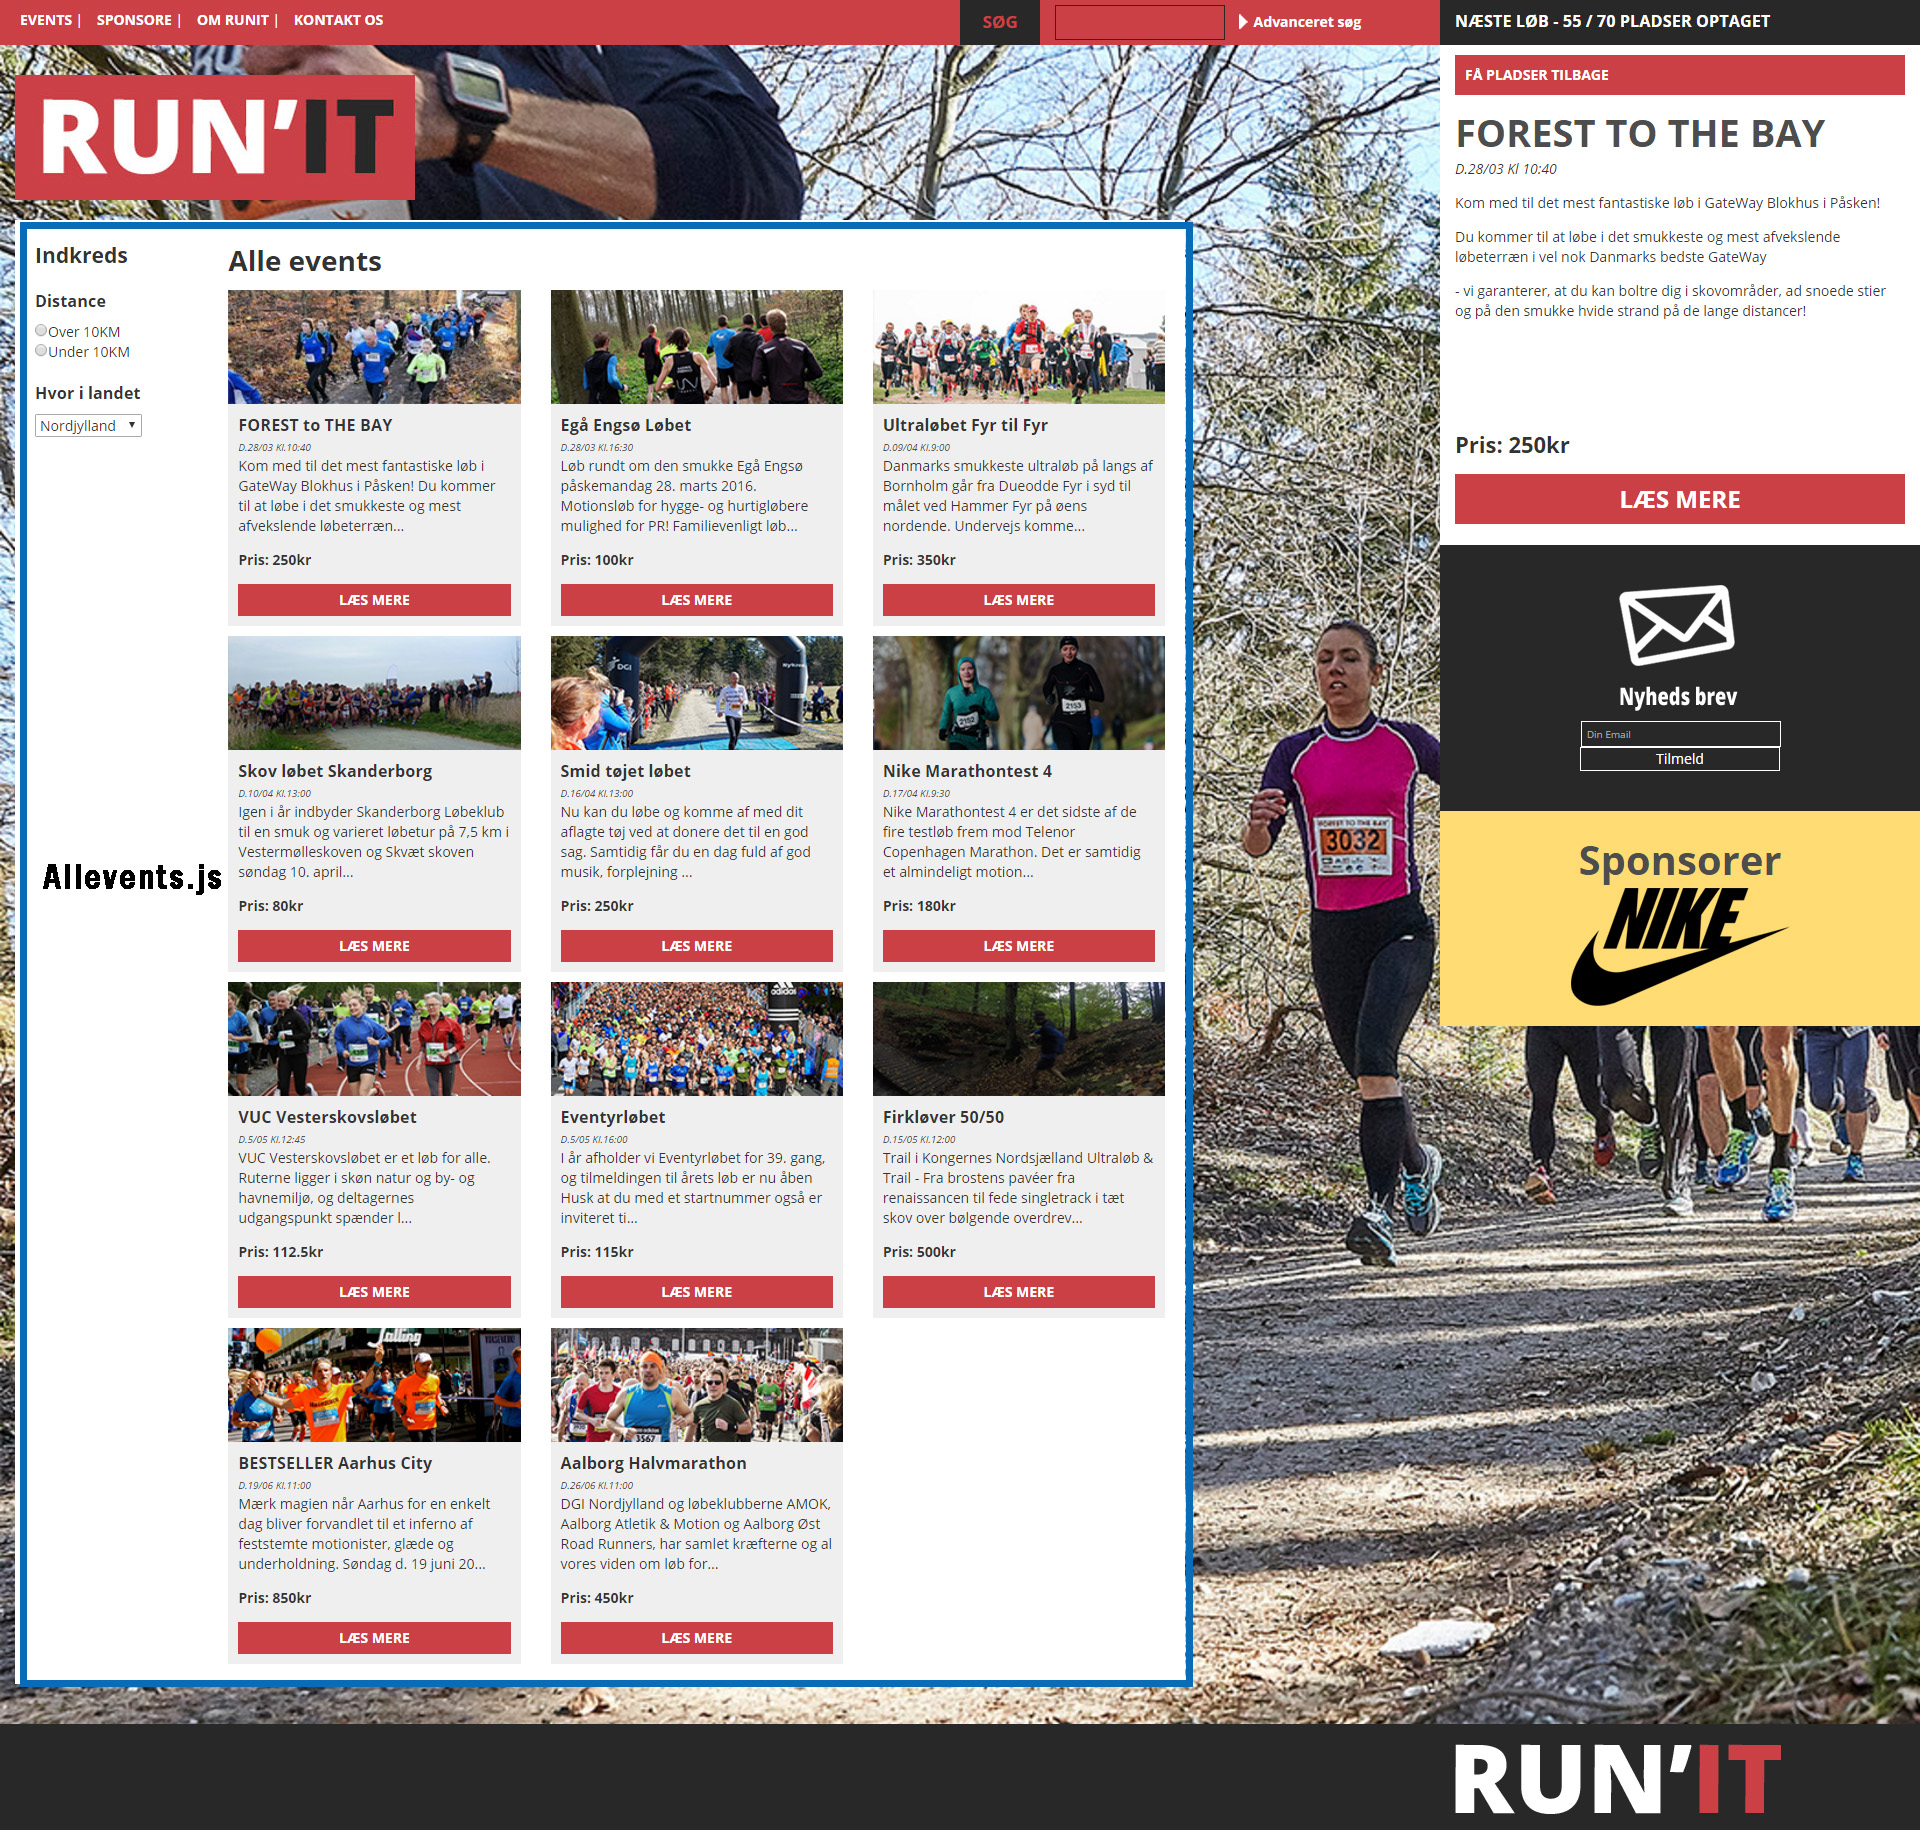 EVENTS | SPONSORE | OM RUNIT | KONTAKT OS
SØG
Advanceret søg
NÆSTE LØB - 55 / 70 PLADSER OPTAGET
RUN'IT
FÅ PLADSER TILBAGE
FOREST TO THE BAY
D.28/03 Kl 10:40
Kom med til det mest fantastiske løb i GateWay Blokhus i Påsken!
Du kommer til at løbe i det smukkeste og mest afvekslende
løbeterræn i vel nok Danmarks bedste GateWay
- vi garanterer, at du kan boltre dig i skovområder, ad snoede stier
og på den smukke hvide strand på de lange distancer!
Pris: 250kr
LÆS MERE
Nyheds brev
Din Email
Tilmeld
Sponsorer
NIKE
Indkreds
Distance
Over 10KM
Under 10KM
Hvor i landet
Nordjylland
Allevents.js
Alle events
FOREST to THE BAY
D.28/03 Kl.10:40
Kom med til det mest fantastiske løb i
GateWay Blokhus i Påsken! Du kommer
til at løbe i det smukkeste og mest
afvekslende løbeterræn...
Pris: 250kr
LÆS MERE
Egå Engsø Løbet
D.28/03 Kl.16:30
Løb rundt om den smukke Egå Engsø
påskemandag 28. marts 2016.
Motionsløb for hygge- og hurtigløbere
mulighed for PR! Familievenligt løb...
Pris: 100kr
LÆS MERE
Ultraløbet Fyr til Fyr
D.09/04 Kl.9:00
Danmarks smukkeste ultraløb på langs af
Bornholm går fra Dueodde Fyr i syd til
målet ved Hammer Fyr på øens
nordende. Undervejs komme...
Pris: 350kr
LÆS MERE
Skov løbet Skanderborg
D.10/04 Kl.13:00
Igen i år indbyder Skanderborg Løbeklub
til en smuk og varieret løbetur på 7,5 km i
Vestermølleskoven og Skvæt skoven
søndag 10. april...
Pris: 80kr
LÆS MERE
DGI
Smid tøjet løbet
D.16/04 Kl.13:00
Nu kan du løbe og komme af med dit
aflagte tøj ved at donere det til en god
sag. Samtidig får du en dag fuld af god
musik, forplejning ...
Pris: 250kr
LÆS MERE
2152
2153
Nike Marathontest 4
D.17/04 Kl.9:30
Nike Marathontest 4 er det sidste af de
fire testløb frem mod Telenor
Copenhagen Marathon. Det er samtidig
et almindeligt motion...
Pris: 180kr
LÆS MERE
FOREST TO THE BAY
3032
VUC Vesterskovsløbet
D.5/05 Kl.12:45
VUC Vesterskovsløbet er et løb for alle.
Ruterne ligger i skøn natur og by- og
havnemiljø, og deltagernes
udgangspunkt spænder l...
Pris: 112.5kr
LÆS MERE
adidas
Eventyrløbet
D.5/05 Kl.16:00
I år afholder vi Eventyrløbet for 39. gang,
og tilmeldingen til årets løb er nu åben
Husk at du med et startnummer også er
inviteret ti...
Pris: 115kr
LÆS MERE
Firkløver 50/50
D.15/05 Kl.12:00
Trail i Kongernes Nordsjælland Ultraløb &
Trail - Fra brostens pavéer fra
renaissancen til fede singletrack i tæt
skov over bølgende overdrev...
Pris: 500kr
LÆS MERE
BESTSELLER Aarhus City
D.19/06 Kl.11:00
Mærk magien når Aarhus for en enkelt
dag bliver forvandlet til et inferno af
feststemte motionister, glæde og
underholdning. Søndag d. 19 juni 20...
Pris: 850kr
LÆS MERE
3567
Aalborg Halvmarathon
D.26/06 Kl.11:00
DGI Nordjylland og løbeklubberne AMOK,
Aalborg Atletik & Motion og Aalborg Øst
Road Runners, har samlet kræfterne og al
vores viden om løb for...
Pris: 450kr
LÆS MERE
RUN'IT